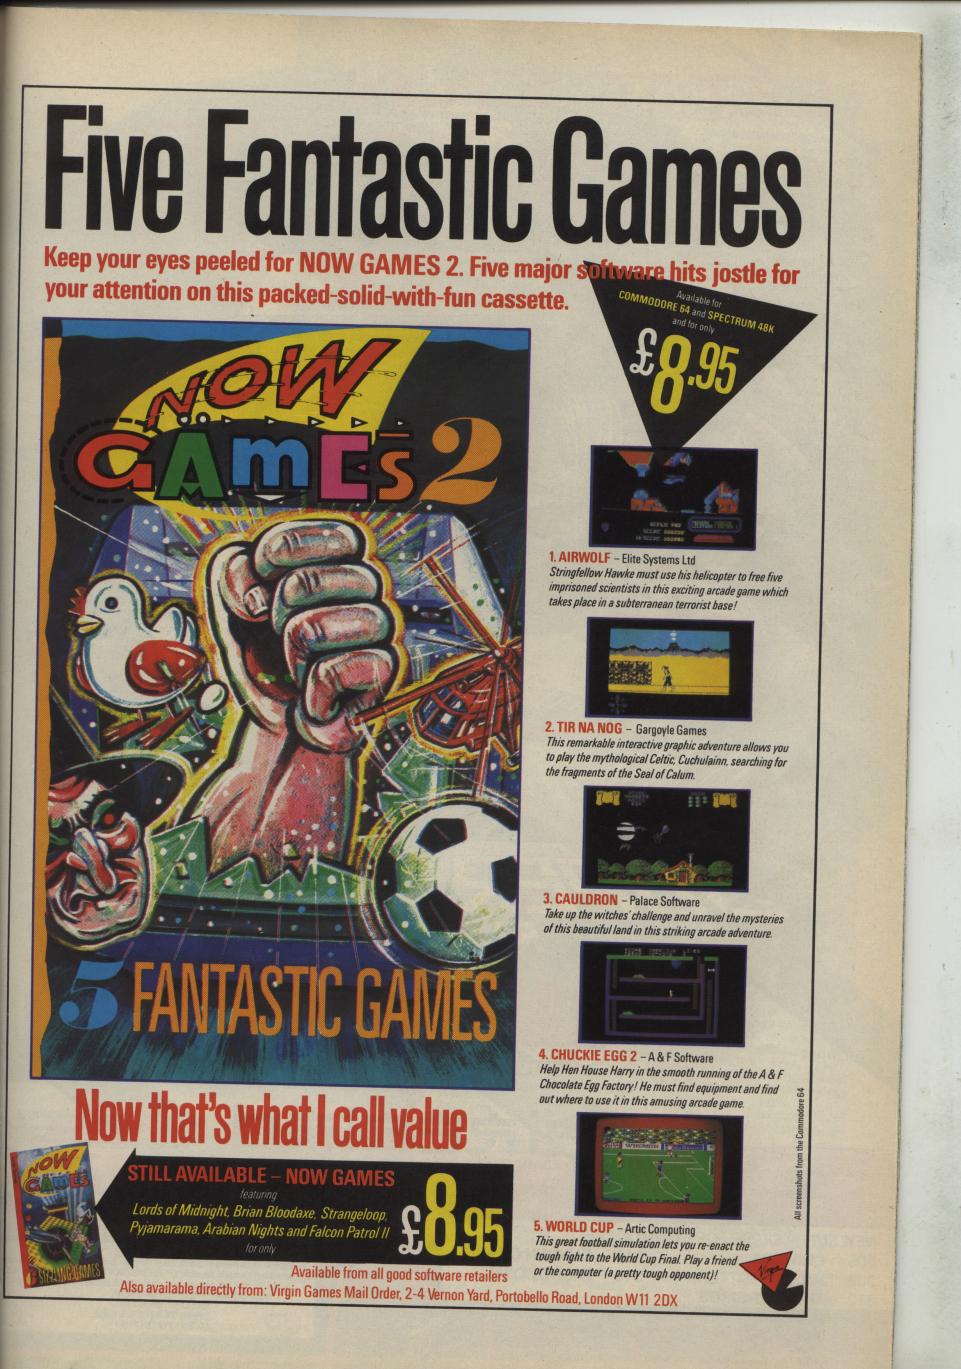 Five Fantastic Games
Keep your eyes peeled for NOW GAMES 2. Five major software hits jostle for
your attention on this packed-solid-with-fun cassette.
Available for
COMMODORE 64 and SPECTRUM 48K
and for only
£8.95
NOW
GAMES 2
5 FANTASTIC GAMES
1. AIRWOLF – Elite Systems Ltd
Stringfellow Hawke must use his helicopter to free five
imprisoned scientists in this exciting arcade game which
takes place in a subterranean terrorist base!
2. TIR NA NOG – Gargoyle Games
This remarkable interactive graphic adventure allows you
to play the mythological Celtic, Cuchulainn, searching for
the fragments of the Seal of Calum.
3. CAULDRON – Palace Software
Take up the witches' challenge and unravel the mysteries
of this beautiful land in this striking arcade adventure.
4. CHUCKIE EGG 2 – A & F Software
Help Hen House Harry in the smooth running of the A & F
Chocolate Egg Factory! He must find equipment and find
out where to use it in this amusing arcade game.
5. WORLD CUP – Artic Computing
This great football simulation lets you re-enact the
tough fight to the World Cup Final. Play a friend
or the computer (a pretty tough opponent)!
All screenshots from the Commodore 64
Now that's what I call value
NOW
GAMES
6 SIZZLING GAMES
STILL AVAILABLE – NOW GAMES
featuring
Lords of Midnight, Brian Bloodaxe, Strangeloop,
Pyjamarama, Arabian Nights and Falcon Patrol II
for only
£8.95
Available from all good software retailers
Also available directly from: Virgin Games Mail Order, 2-4 Vernon Yard, Portobello Road, London W11 2DX
Virgin